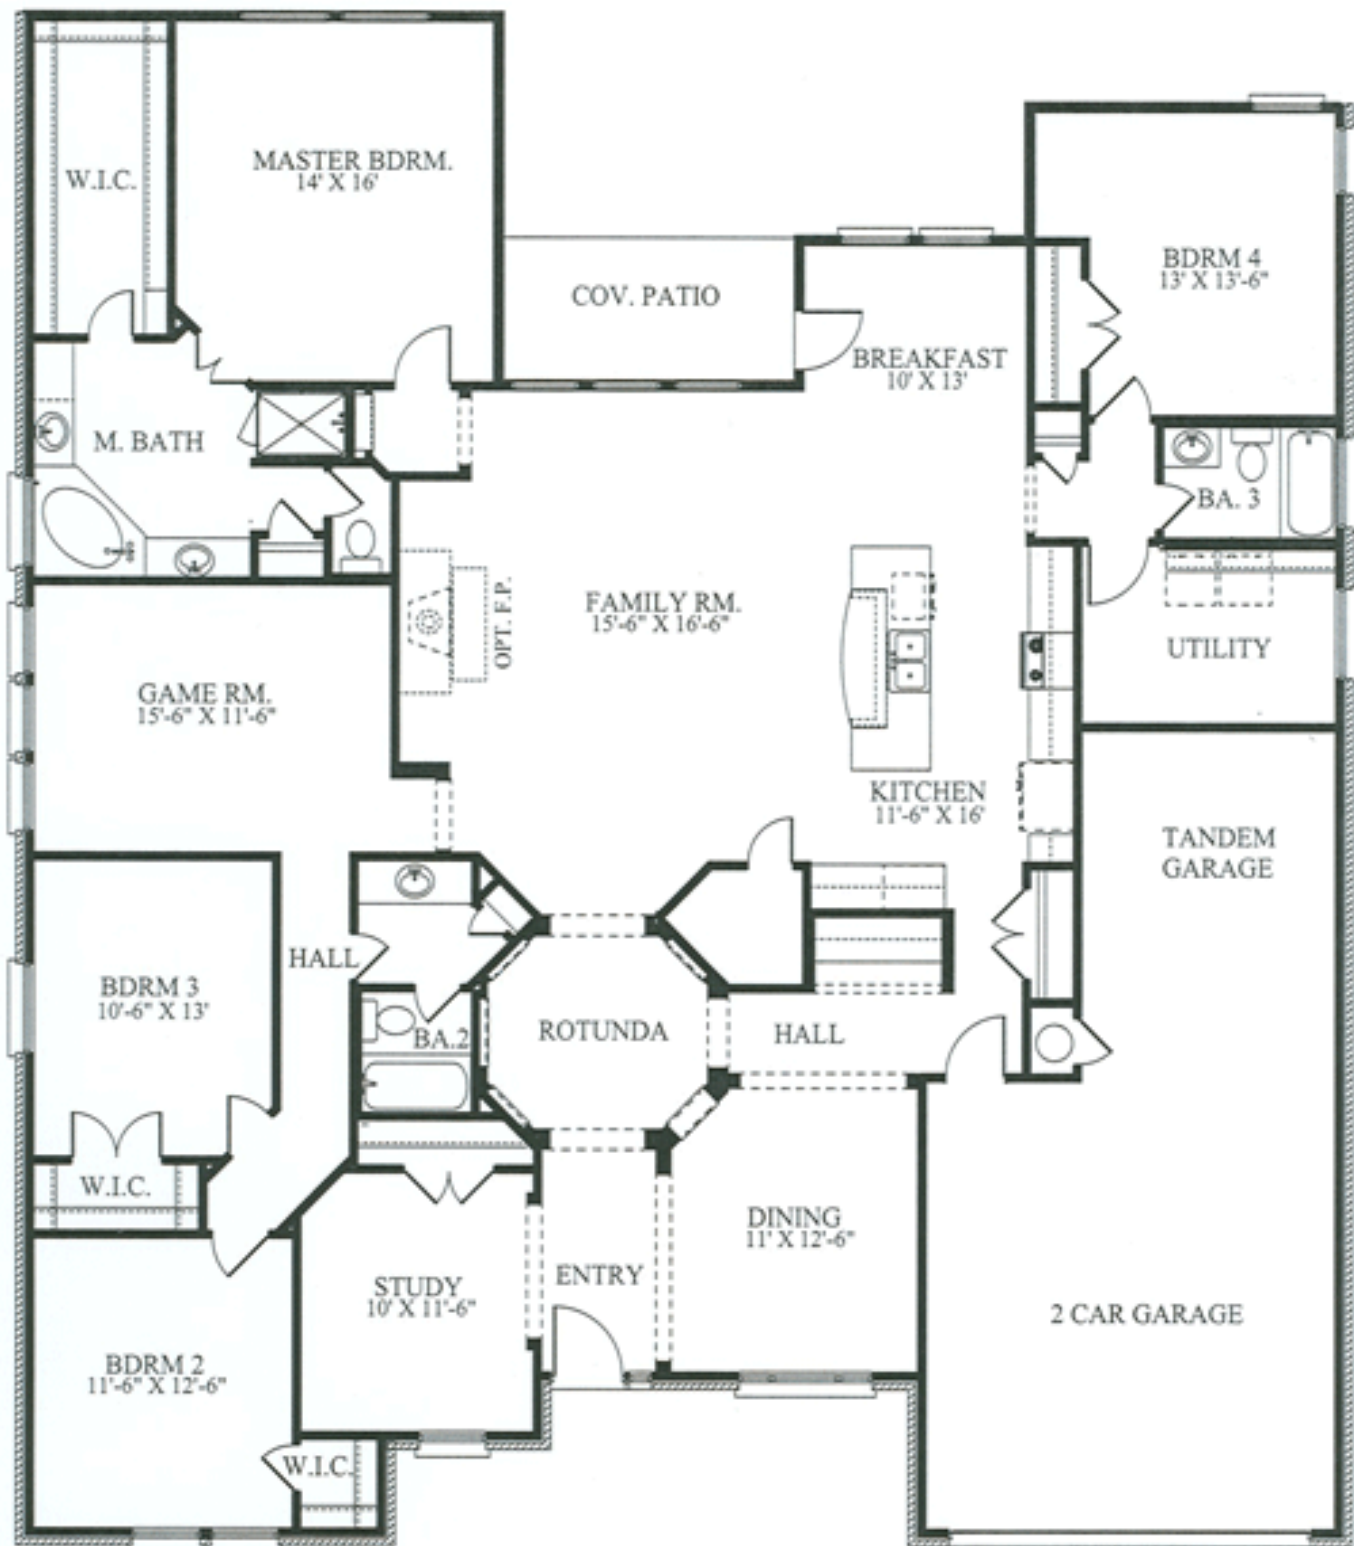 W.I.C.
MASTER BDRM.
14' X 16'
COV. PATIO
BDRM 4
13' X 13'-6"
BREAKFAST
10' X 13'
M. BATH
BA. 3
OPT. F.P.
FAMILY RM.
15'-6" X 16'-6"
UTILITY
GAME RM.
15'-6" X 11'-6"
KITCHEN
11'-6" X 16'
TANDEM
GARAGE
HALL
BDRM 3
10'-6" X 13'
BA.2
ROTUNDA
HALL
W.I.C.
DINING
11' X 12'-6"
ENTRY
STUDY
10' X 11'-6"
2 CAR GARAGE
BDRM 2
11'-6" X 12'-6"
W.I.C.